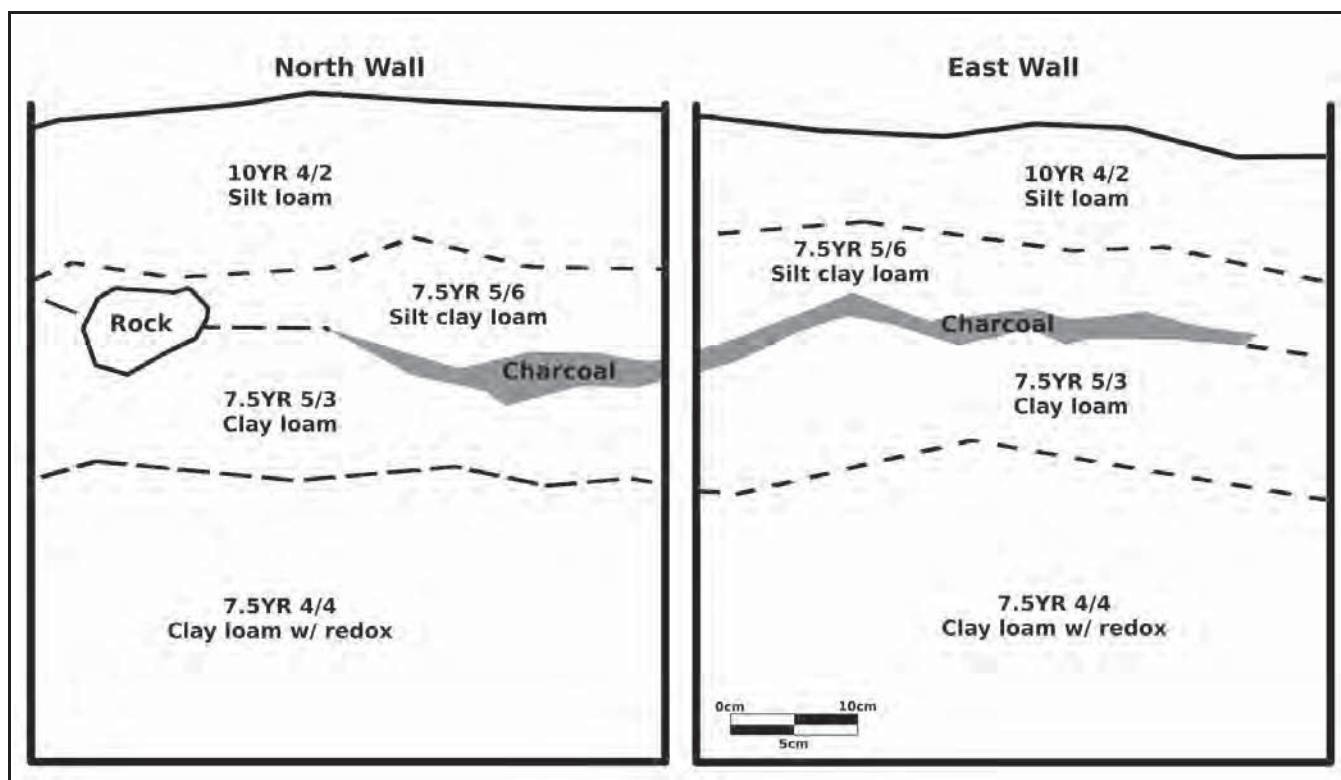 North Wall
10YR 4/2
Silt loam
7.5YR 5/6
Silt clay loam
Rock
Charcoal
7.5YR 5/3
Clay loam
7.5YR 4/4
Clay loam w/ redox
East Wall
10YR 4/2
Silt loam
7.5YR 5/6
Silt clay loam
Charcoal
7.5YR 5/3
Clay loam
7.5YR 4/4
Clay loam w/ redox
0cm 10cm
5cm